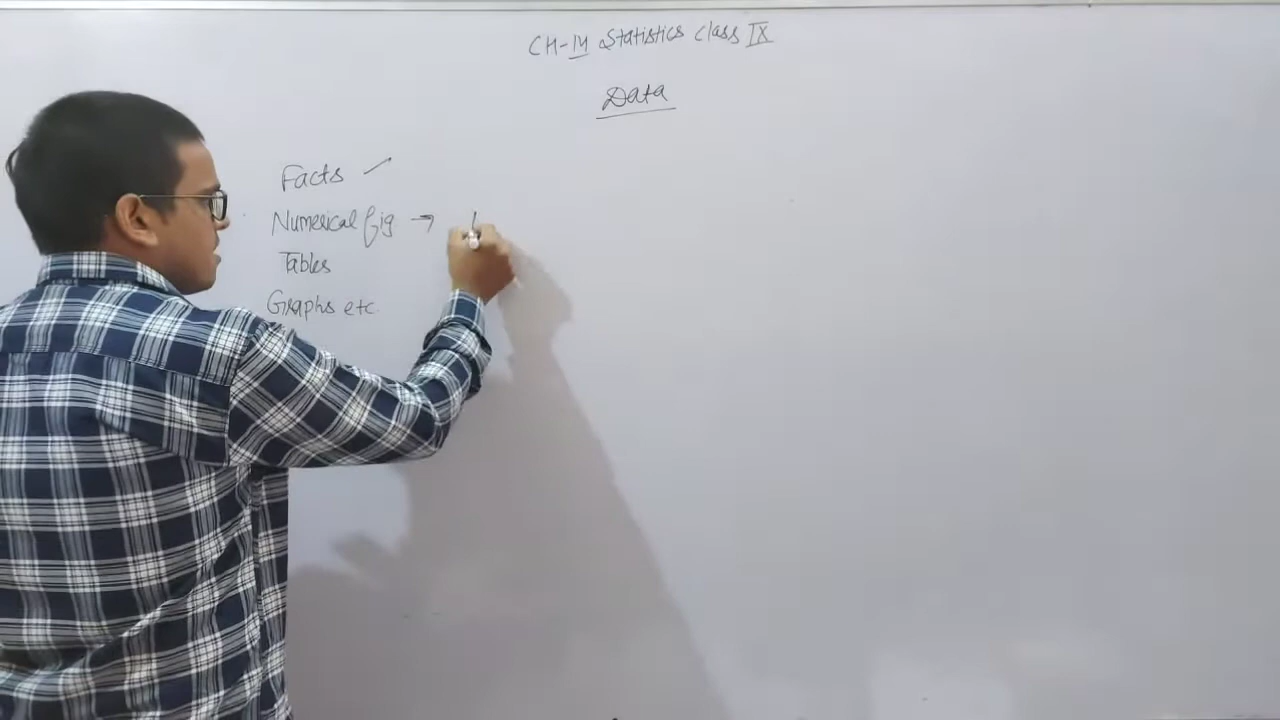 CH-14 Statistics Class IX
Data
Facts
Numerical fig →
Tables
Graphs etc.